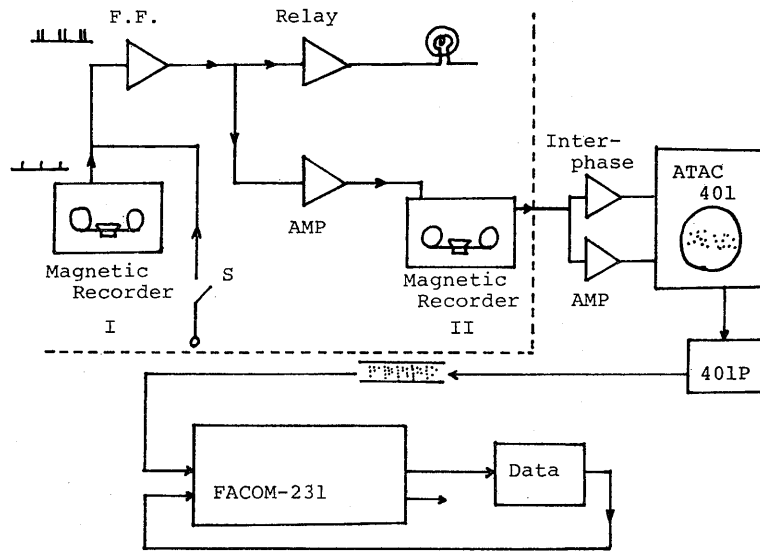 F.F.
Relay
Inter-
phase
ATAC
401
AMP
Magnetic
Recorder
I
S
Magnetic
Recorder
II
AMP
401P
FACOM-231
Data